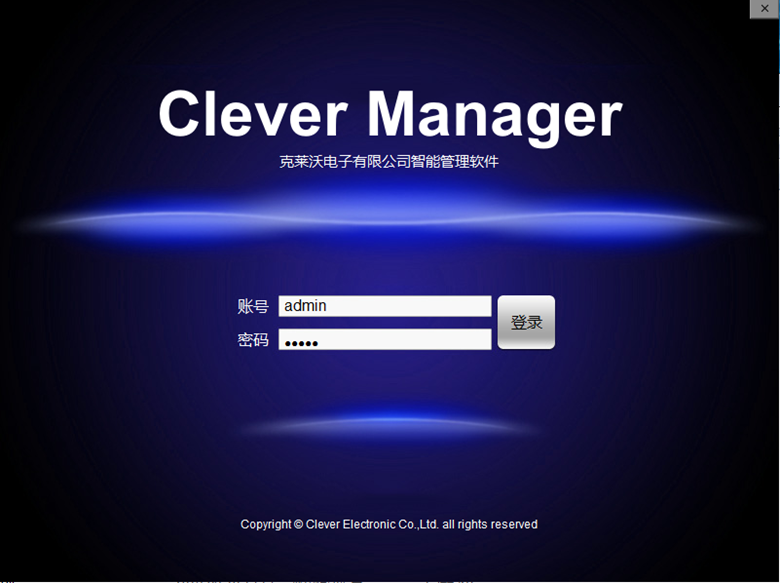 ×
Clever Manager
克莱沃电子有限公司智能管理软件
账号 admin
密码 •••••
登录
Copyright © Clever Electronic Co.,Ltd. all rights reserved